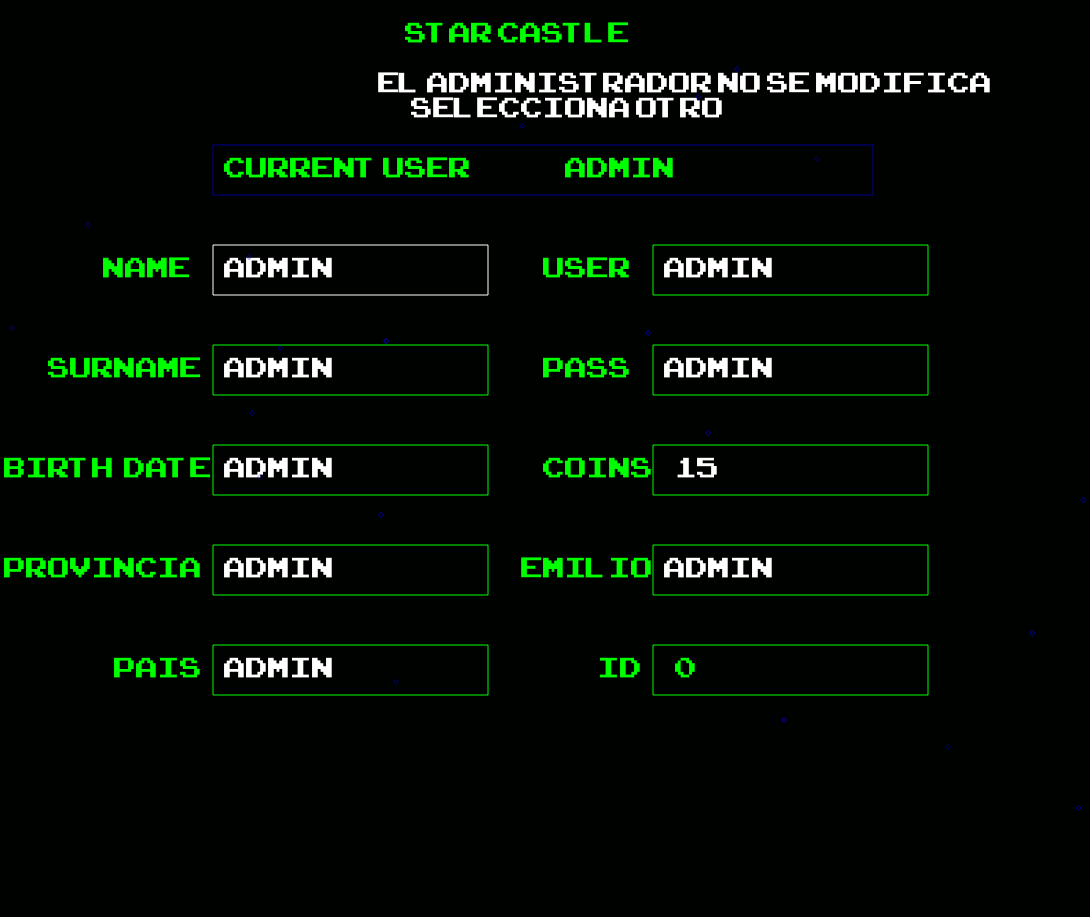 STAR CASTLE
EL ADMINISTRADOR NO SE MODIFICA
SELECCIONA OTRO
CURRENT USER ADMIN
NAME ADMIN USER ADMIN
SURNAME ADMIN PASS ADMIN
BIRTH DATE ADMIN COINS 15
PROVINCIA ADMIN EMILIO ADMIN
PAIS ADMIN ID 0